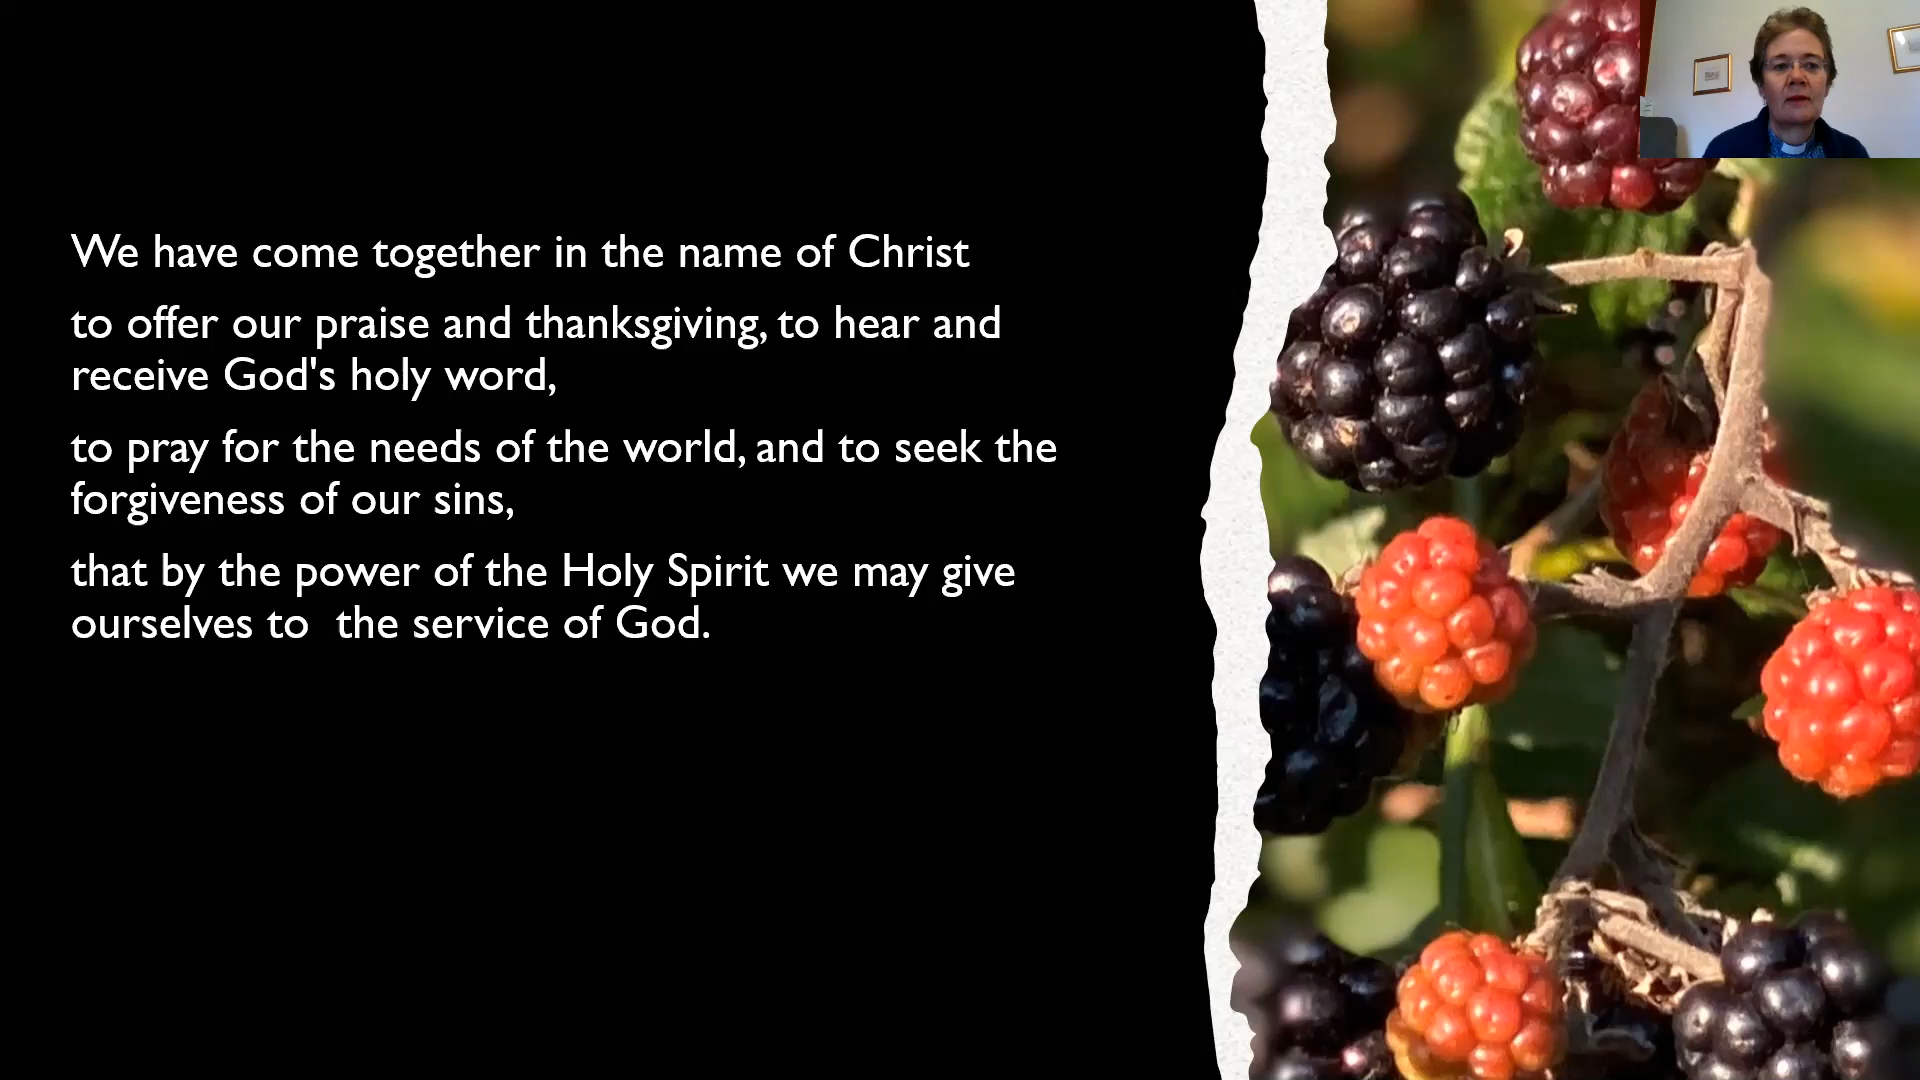 We have come together in the name of Christ
to offer our praise and thanksgiving, to hear and
receive God's holy word,
to pray for the needs of the world, and to seek the
forgiveness of our sins,
that by the power of the Holy Spirit we may give
ourselves to  the service of God.